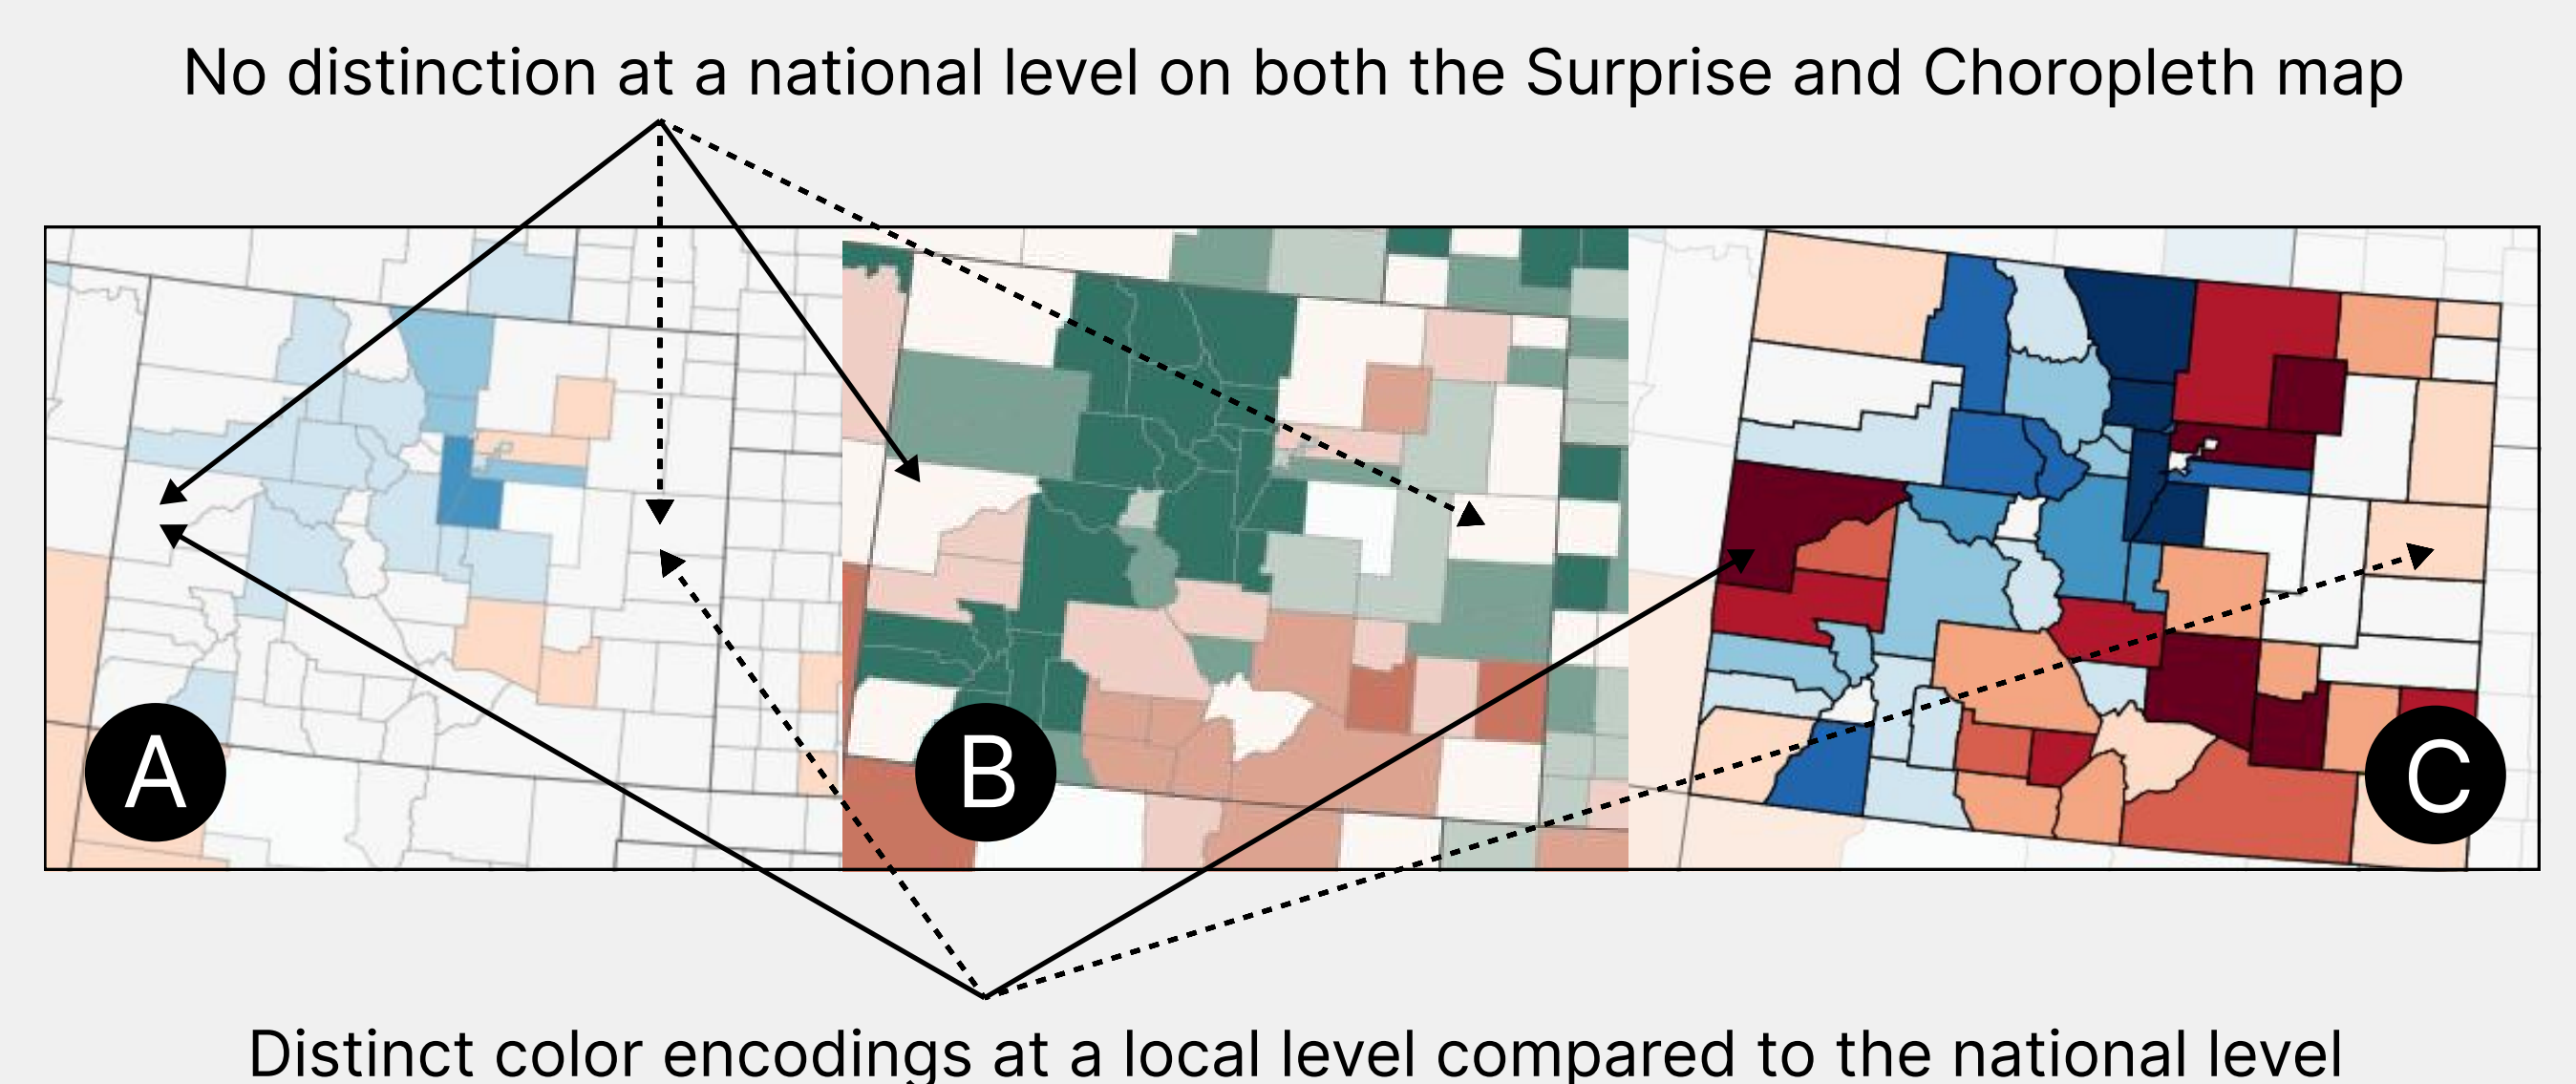 No distinction at a national level on both the Surprise and Choropleth map
A
B
C
Distinct color encodings at a local level compared to the national level